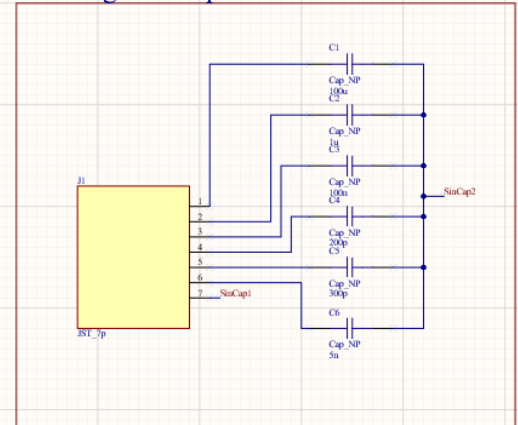 C1
Cap_NP
100u
C2
Cap_NP
1u
C3
Cap_NP
100n
C4
Cap_NP
200p
C5
Cap_NP
300p
C6
Cap_NP
5n
J1
1
2
3
4
5
6
7
SinCap1
SinCap2
JST_7p